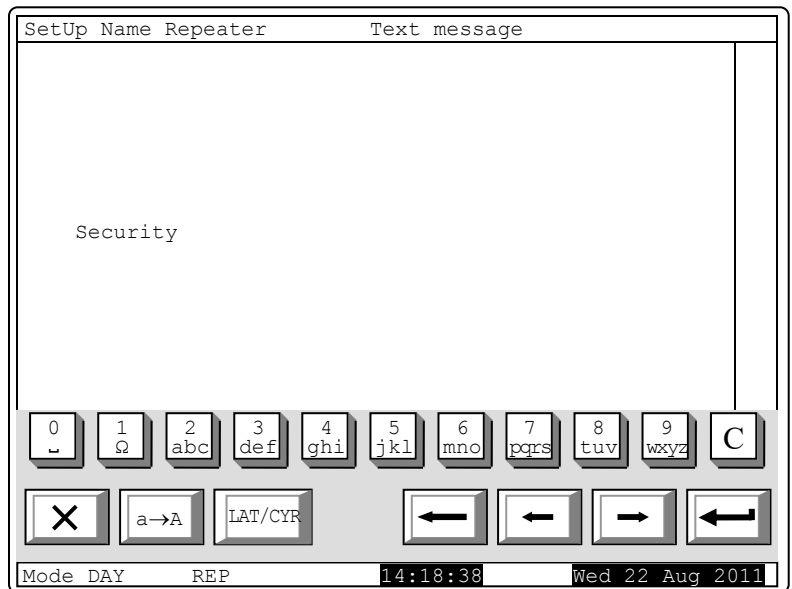 SetUp Name Repeater Text message
Security
0 1 2 3 4 5 6 7 8 9 C
␣ Ω abc def ghi jkl mno pqrs tuv wxyz
a→A LAT/CYR
Mode DAY REP 14:18:38 Wed 22 Aug 2011